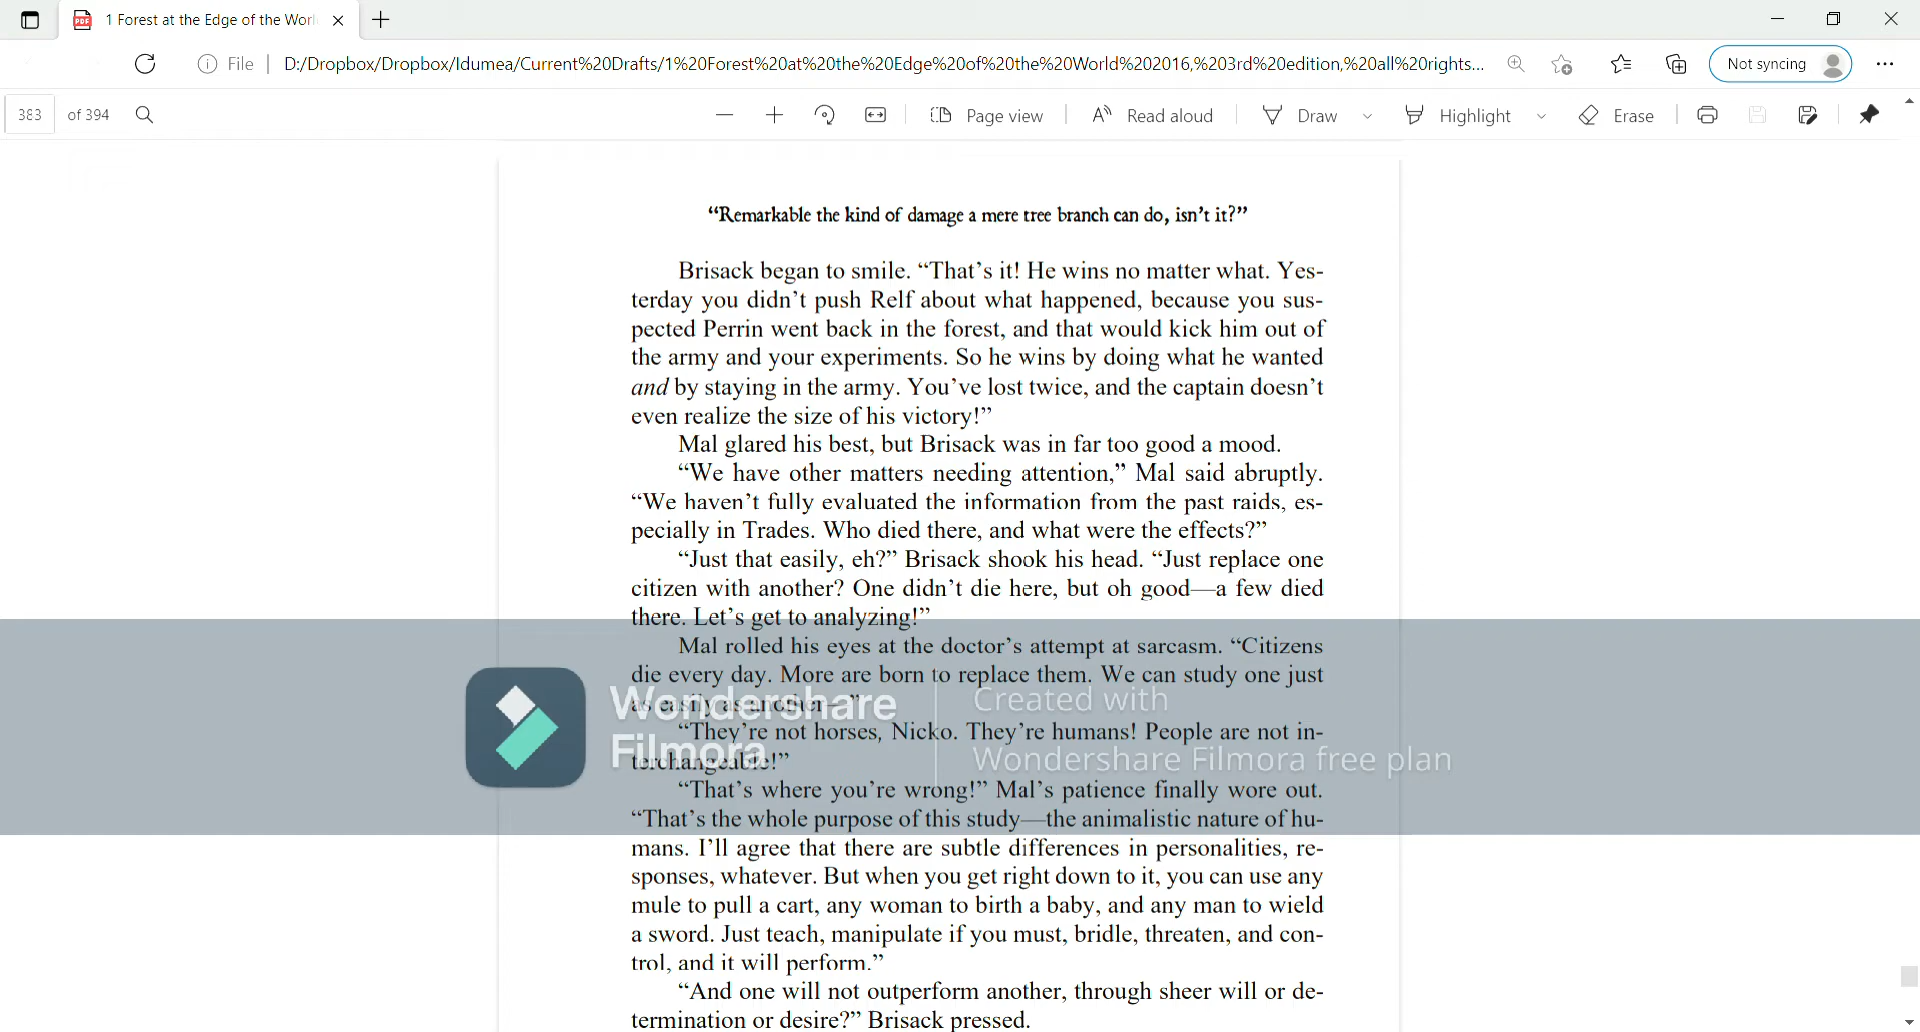 1 Forest at the Edge of the Worl
File
D:/Dropbox/Dropbox/Idumea/Current%20Drafts/1%20Forest%20at%20the%20Edge%20of%20the%20World%202016,%203rd%20edition,%20all%20rights...
Not syncing
383 of 394
Page view
Read aloud
Draw
Highlight
Erase
“Remarkable the kind of damage a mere tree branch can do, isn’t it?”
Brisack began to smile. “That’s it! He wins no matter what. Yes-
terday you didn’t push Relf about what happened, because you sus-
pected Perrin went back in the forest, and that would kick him out of
the army and your experiments. So he wins by doing what he wanted
and by staying in the army. You’ve lost twice, and the captain doesn’t
even realize the size of his victory!”
Mal glared his best, but Brisack was in far too good a mood.
“We have other matters needing attention,” Mal said abruptly.
“We haven’t fully evaluated the information from the past raids, es-
pecially in Trades. Who died there, and what were the effects?”
“Just that easily, eh?” Brisack shook his head. “Just replace one
citizen with another? One didn’t die here, but oh good—a few died
there. Let’s get to analyzing!”
Mal rolled his eyes at the doctor’s attempt at sarcasm. “Citizens
die every day. More are born to replace them. We can study one just
as easily as another—”
“They’re not horses, Nicko. They’re humans! People are not in-
terchangeable!”
“That’s where you’re wrong!” Mal’s patience finally wore out.
“That’s the whole purpose of this study—the animalistic nature of hu-
mans. I’ll agree that there are subtle differences in personalities, re-
sponses, whatever. But when you get right down to it, you can use any
mule to pull a cart, any woman to birth a baby, and any man to wield
a sword. Just teach, manipulate if you must, bridle, threaten, and con-
trol, and it will perform.”
“And one will not outperform another, through sheer will or de-
termination or desire?” Brisack pressed.
Wondershare
Filmora
Created with
Wondershare Filmora free plan